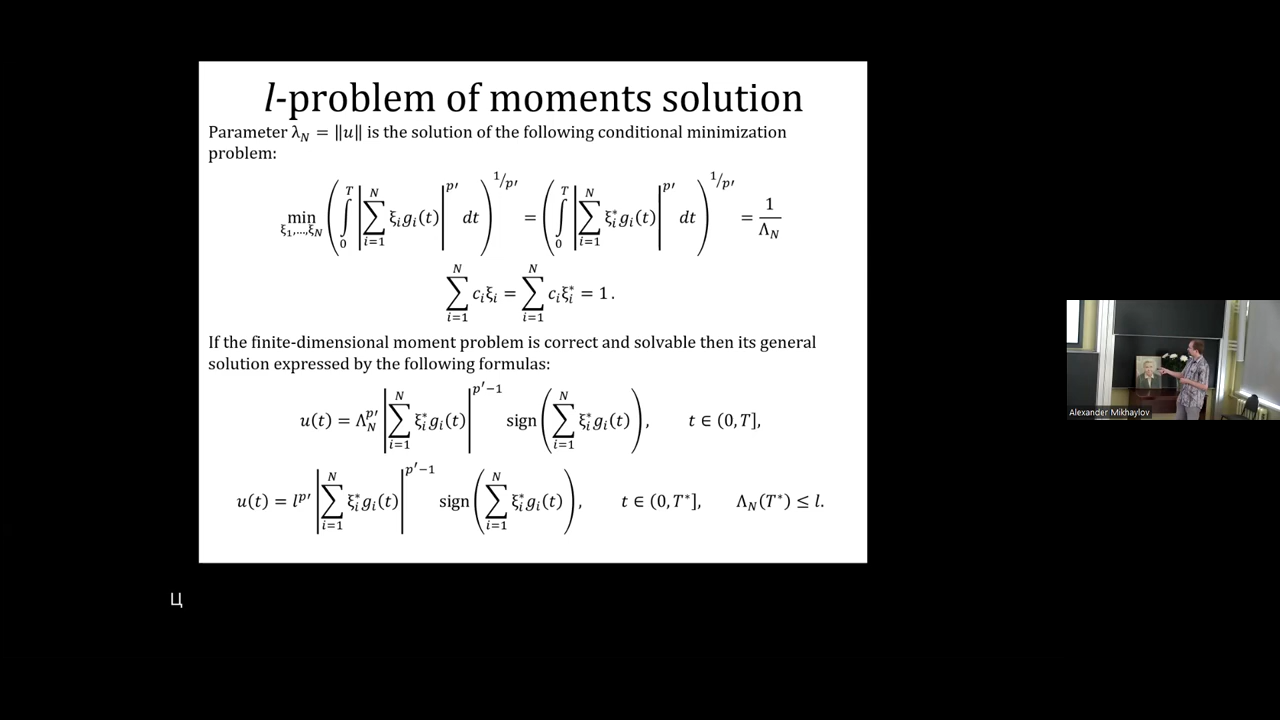 l-problem of moments solution
Parameter λ_N = ‖u‖ is the solution of the following conditional minimization
problem:
min_{ξ₁,…,ξ_N} ( ∫_0^T | ∑_{i=1}^N ξ_i g_i(t) |^{p′} dt )^{1/p′} = ( ∫_0^T | ∑_{i=1}^N ξ_i^* g_i(t) |^{p′} dt )^{1/p′} = 1/Λ_N
∑_{i=1}^N c_i ξ_i = ∑_{i=1}^N c_i ξ_i^* = 1 .
If the finite-dimensional moment problem is correct and solvable then its general
solution expressed by the following formulas:
u(t) = Λ_N^{p′} | ∑_{i=1}^N ξ_i^* g_i(t) |^{p′−1} sign ( ∑_{i=1}^N ξ_i^* g_i(t) ), t ∈ (0, T],
u(t) = l^{p′} | ∑_{i=1}^N ξ_i^* g_i(t) |^{p′−1} sign ( ∑_{i=1}^N ξ_i^* g_i(t) ), t ∈ (0, T^*], Λ_N(T^*) ≤ l.
Alexander Mikhaylov
Ц